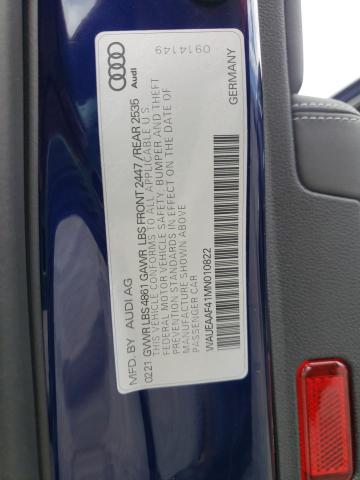 MFD. BY AUDI AG
0221 GVWR LBS 4861 GAWR LBS FRONT 2447 / REAR 2535
THIS VEHICLE CONFORMS TO ALL APPLICABLE U S
FEDERAL MOTOR VEHICLE SAFETY, BUMPER, AND THEFT
PREVENTION STANDARDS IN EFFECT ON THE DATE OF
MANUFACTURE SHOWN ABOVE
PASSENGER CAR
WAUEAAF41MN010822
Audi
0914149
GERMANY